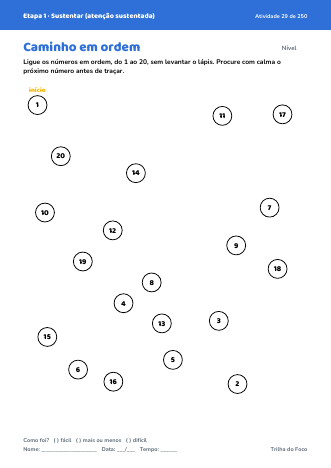 Etapa 1 · Sustentar (atenção sustentada)
Atividade 29 de 250
Caminho em ordem
Nível
Ligue os números em ordem, do 1 ao 20, sem levantar o lápis. Procure com calma o
próximo número antes de traçar.
início
1
11
17
20
14
7
10
12
9
19
18
8
4
13
3
15
5
6
16
2
Como foi? ( ) fácil ( ) mais ou menos ( ) difícil
Nome: ____________________ Data: ___/___ Tempo: ______
Trilha do Foco